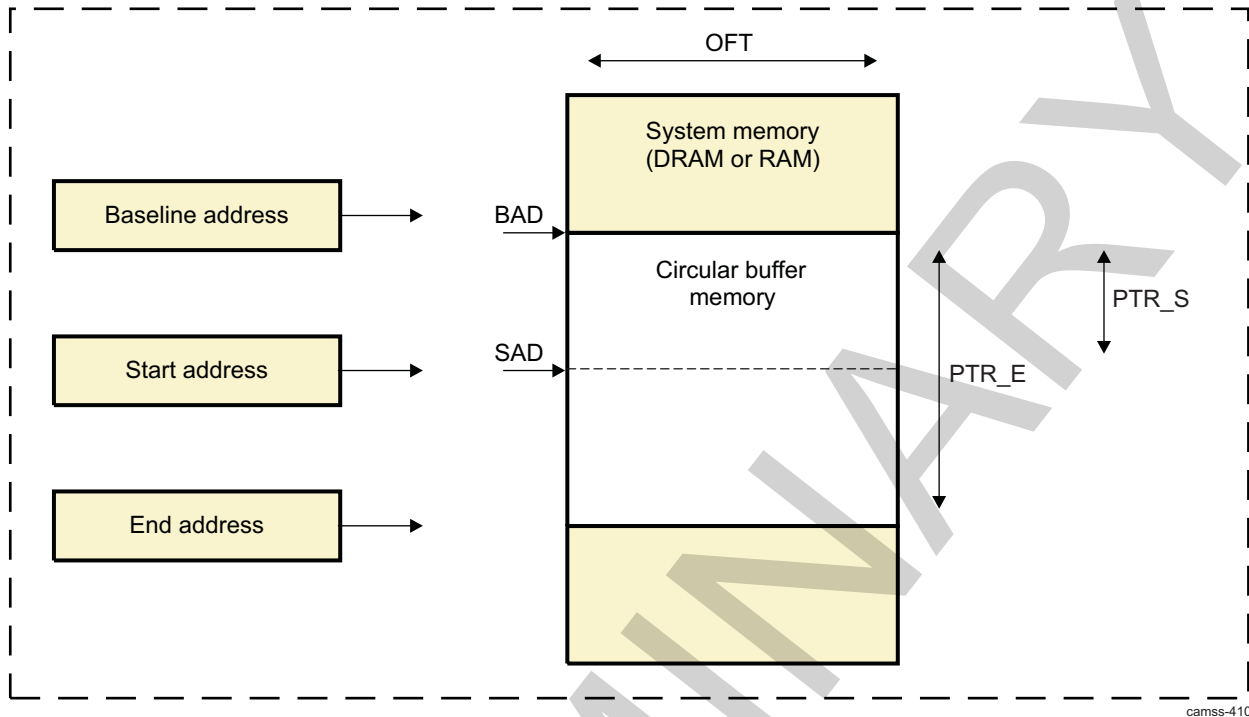 OFT
System memory
(DRAM or RAM)
Baseline address
BAD
Circular buffer
memory
PTR_S
Start address
SAD
PTR_E
End address
MINARY
camss-410